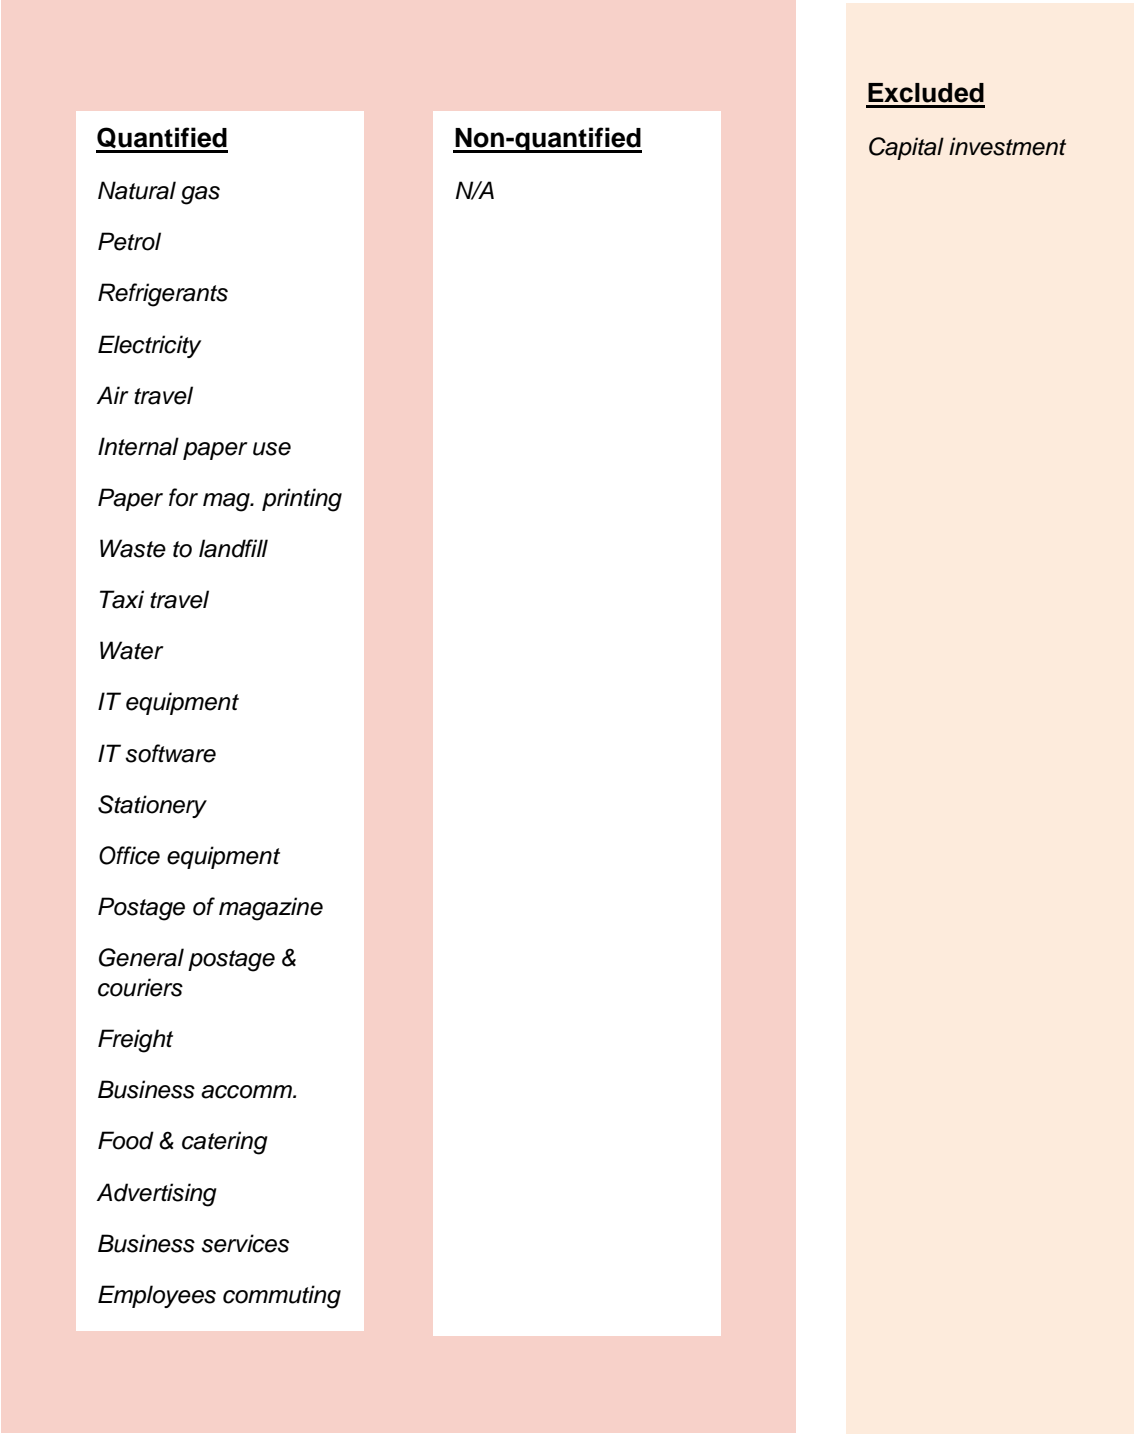 Quantified
Natural gas
Petrol
Refrigerants
Electricity
Air travel
Internal paper use
Paper for mag. printing
Waste to landfill
Taxi travel
Water
IT equipment
IT software
Stationery
Office equipment
Postage of magazine
General postage &
couriers
Freight
Business accomm.
Food & catering
Advertising
Business services
Employees commuting
Non-quantified
N/A
Excluded
Capital investment